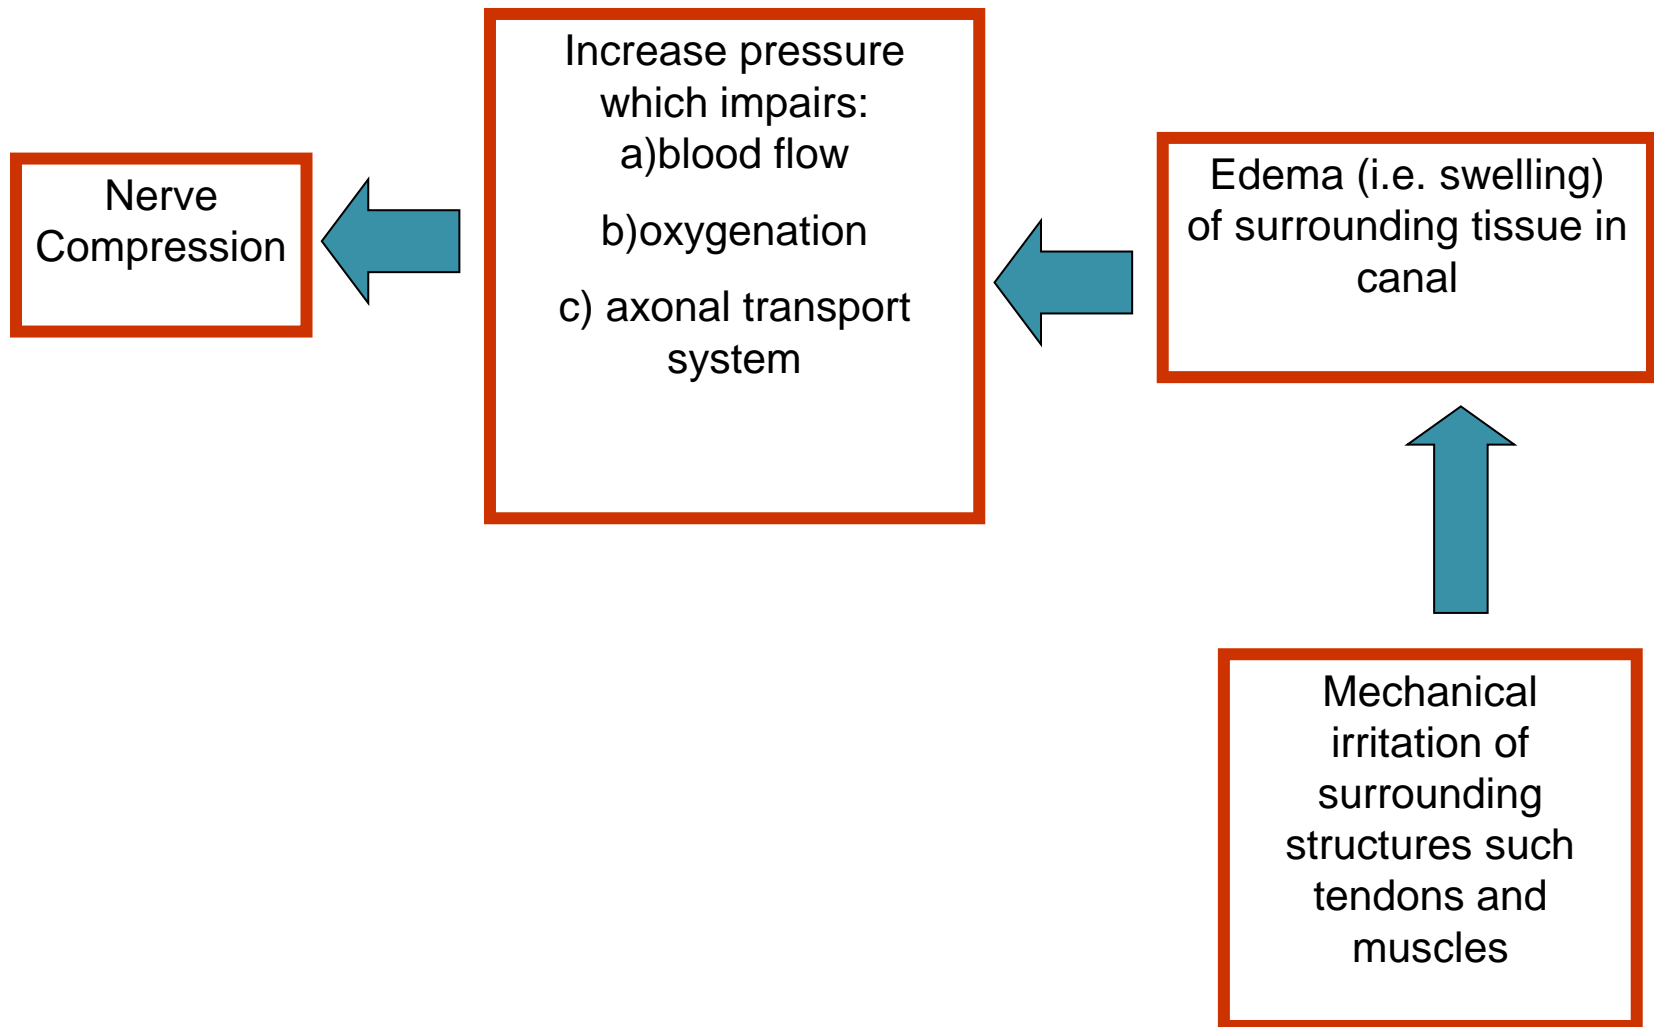 Nerve
Compression
Increase pressure
which impairs:
a)blood flow
b)oxygenation
c) axonal transport
system
Edema (i.e. swelling)
of surrounding tissue in
canal
Mechanical
irritation of
surrounding
structures such
tendons and
muscles